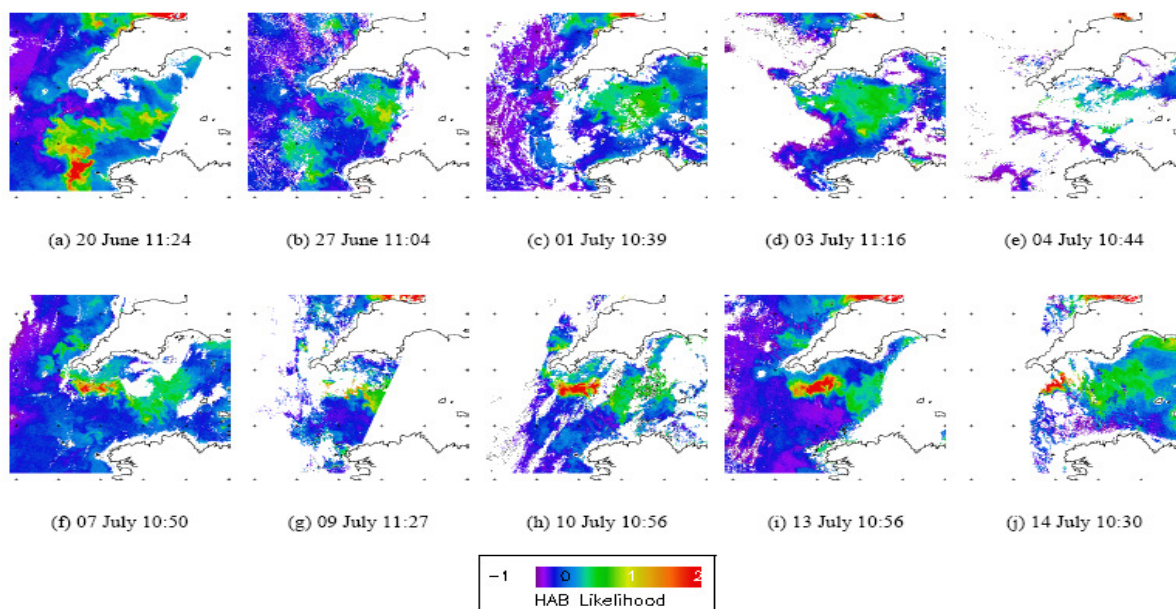 (a) 20 June 11:24
(b) 27 June 11:04
(c) 01 July 10:39
(d) 03 July 11:16
(e) 04 July 10:44
(f) 07 July 10:50
(g) 09 July 11:27
(h) 10 July 10:56
(i) 13 July 10:56
(j) 14 July 10:30
-1 0 1 2
HAB Likelihood